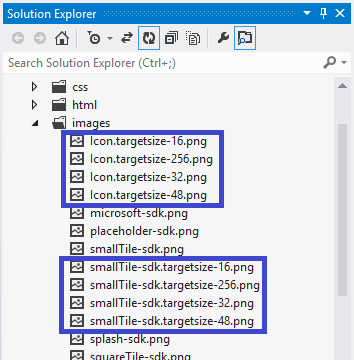 Solution Explorer
Search Solution Explorer (Ctrl+;)
css
html
images
Icon.targetsize-16.png
Icon.targetsize-256.png
Icon.targetsize-32.png
Icon.targetsize-48.png
microsoft-sdk.png
placeholder-sdk.png
smallTile-sdk.png
smallTile-sdk.targetsize-16.png
smallTile-sdk.targetsize-256.png
smallTile-sdk.targetsize-32.png
smallTile-sdk.targetsize-48.png
splash-sdk.png
squareTile-sdk.png